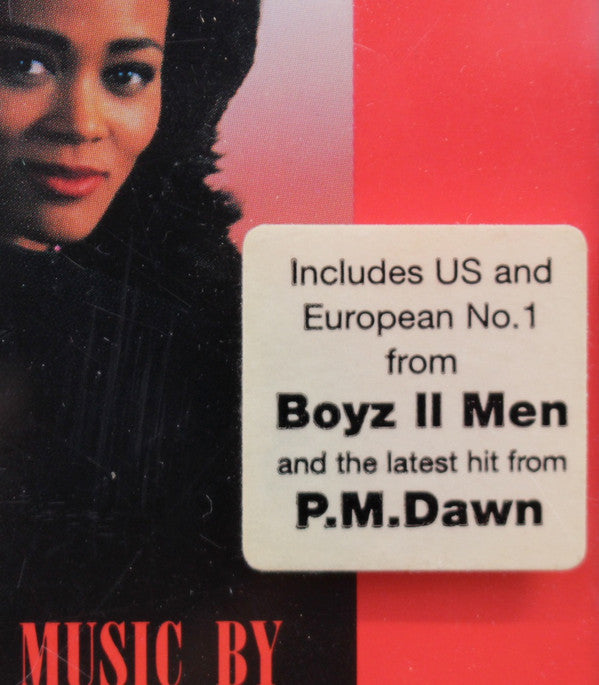 Includes US and
European No.1
from
Boyz II Men
and the latest hit from
P.M.Dawn
MUSIC BY